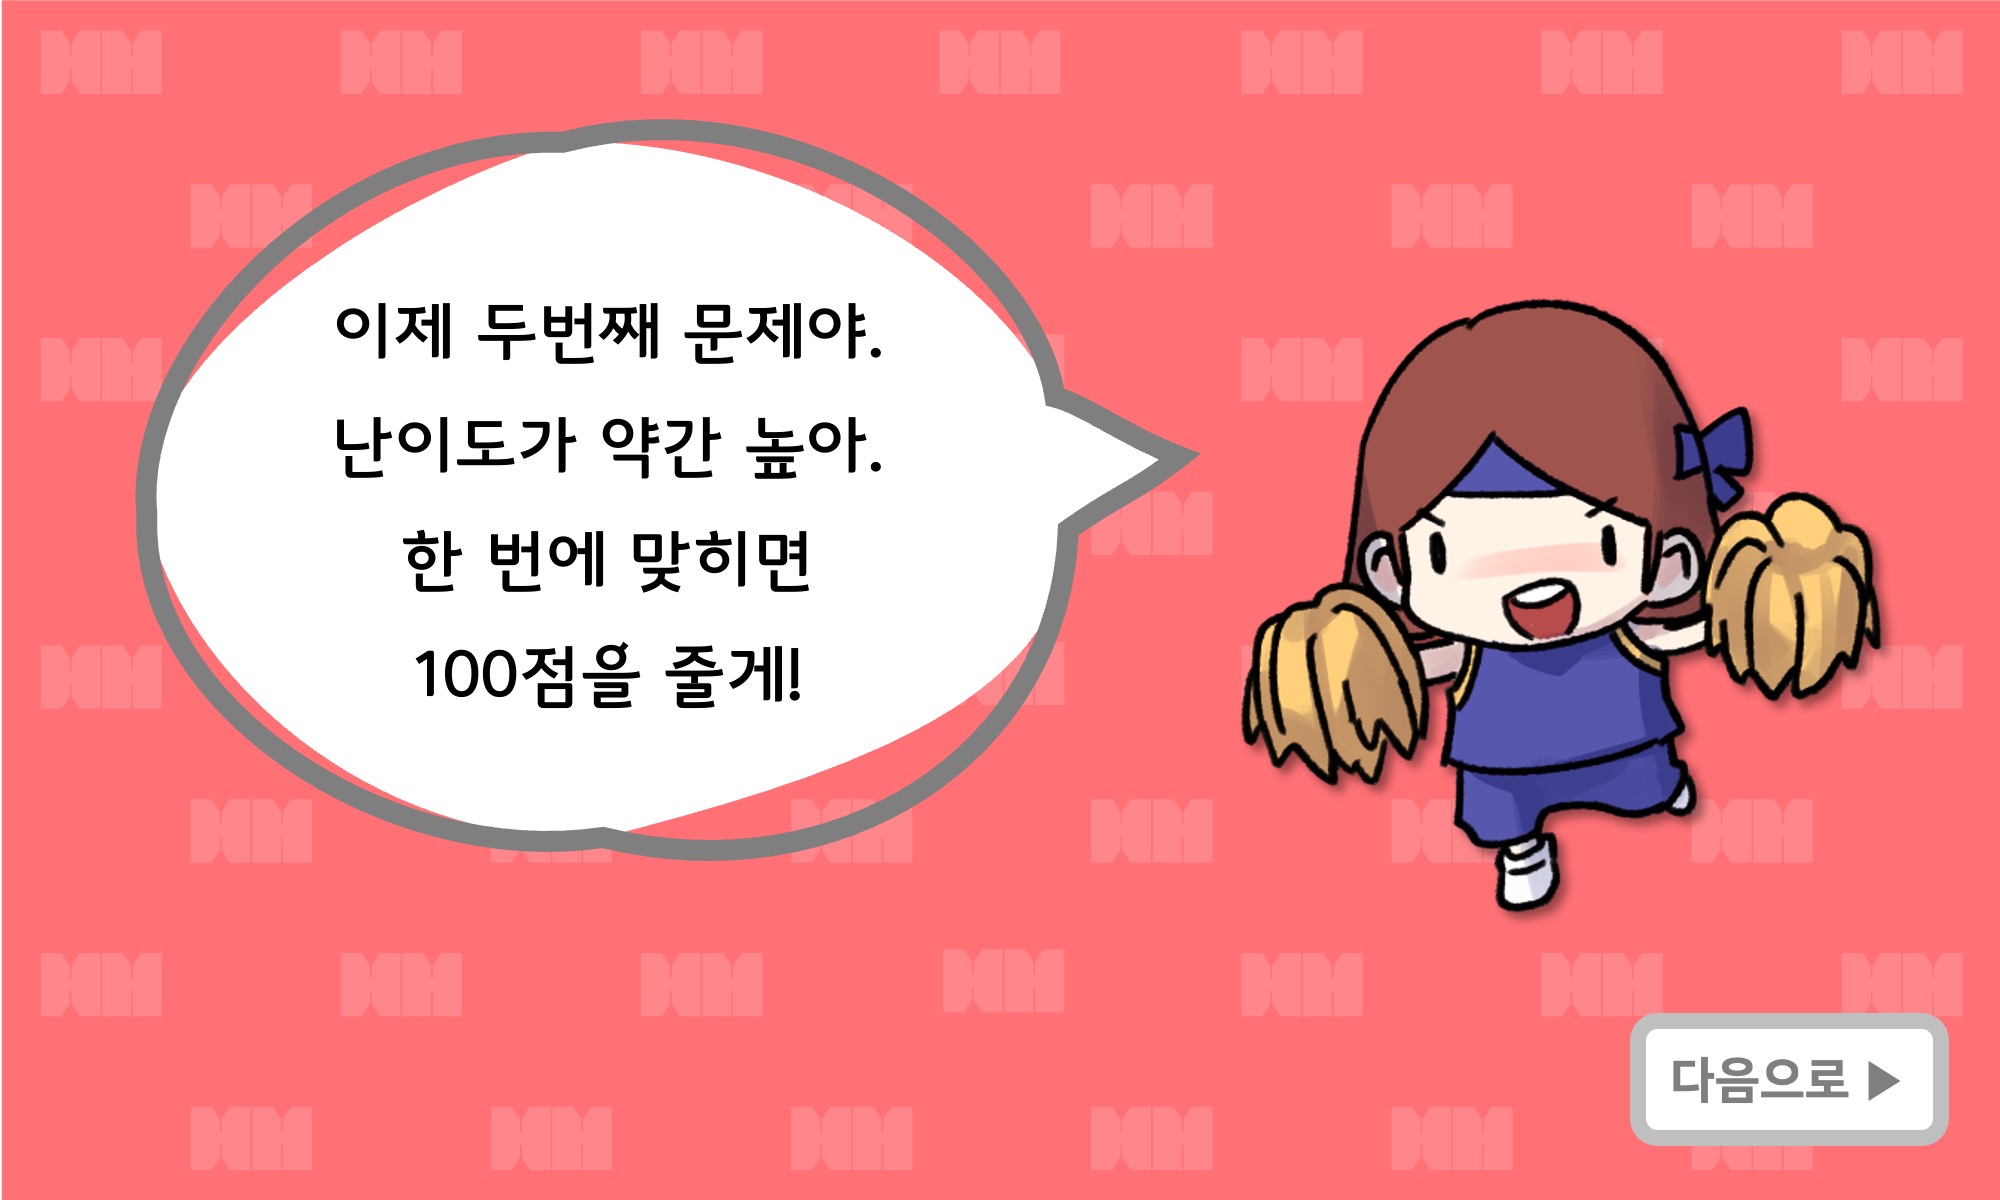 이제 두번째 문제야.
난이도가 약간 높아.
한 번에 맞히면
100점을 줄게!
다음으로 ▶